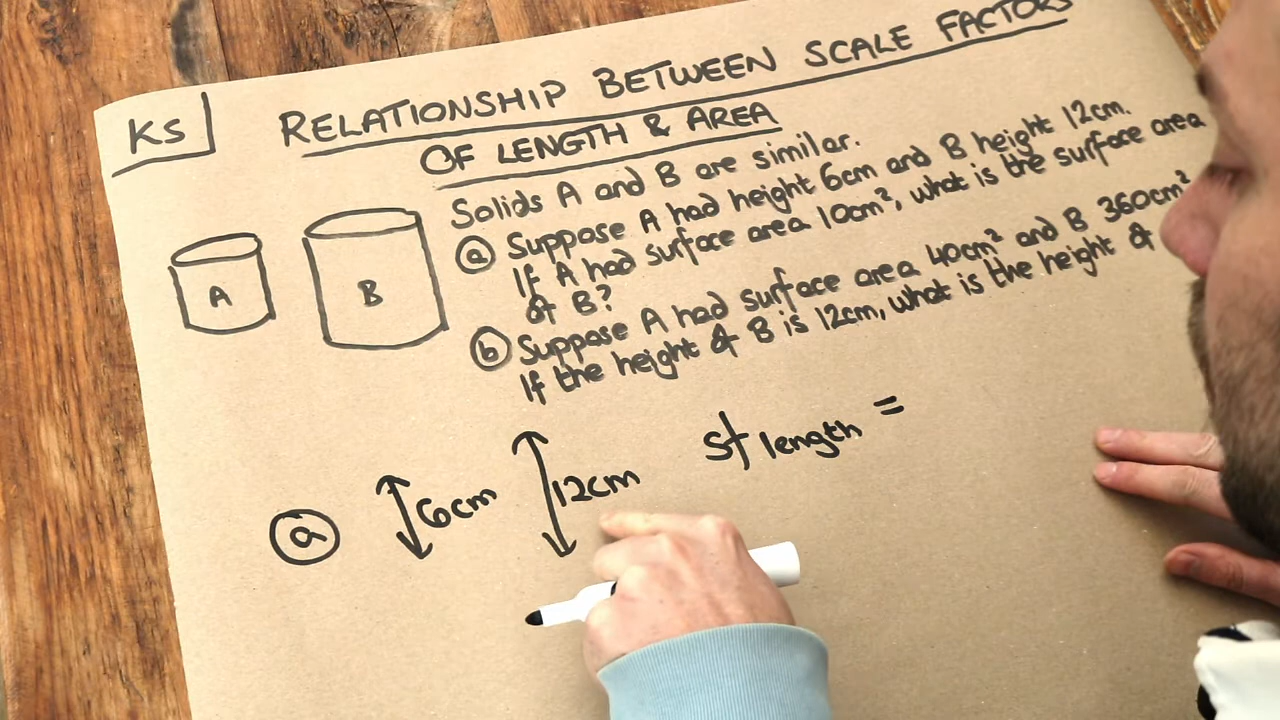 KS
RELATIONSHIP BETWEEN SCALE FACTORS
OF LENGTH & AREA
Solids A and B are similar.
(a) Suppose A had height 6cm and B height 12cm.
If A had surface area 10cm², what is the surface area
of B?
(b) Suppose A had surface area 40cm² and B 360cm²
If the height of B is 12cm, what is the height of
A
B
(a) 6cm 12cm sf length =